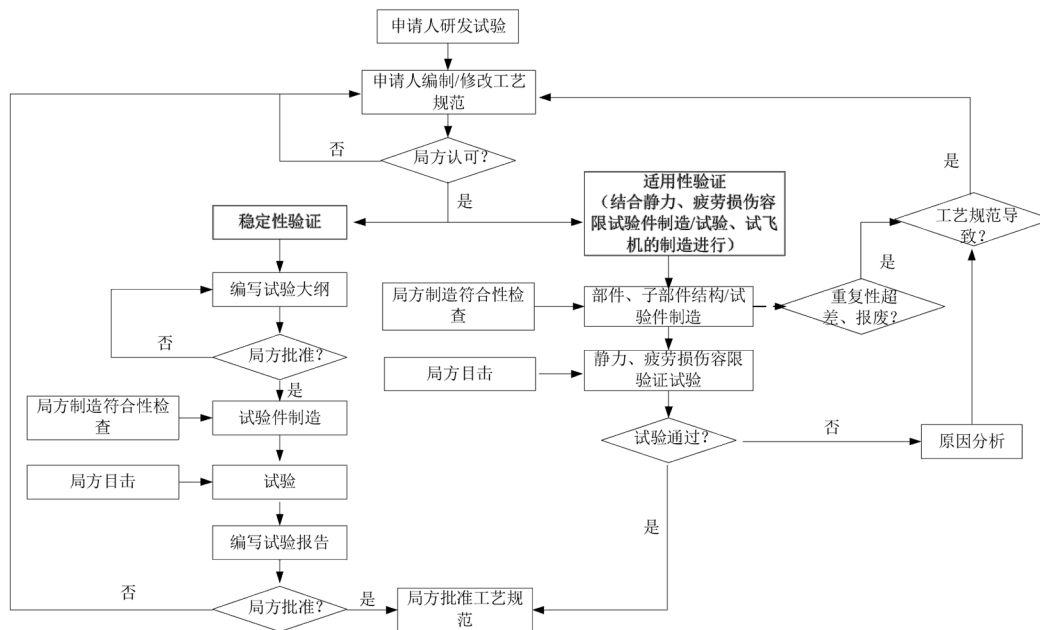 申请人研发试验
申请人编制/修改工艺
规范
否
局方认可？
是
是
适用性验证
（结合静力、疲劳损伤容
限试验件制造/试验、试飞
机的制造进行）
稳定性验证
工艺规范导
致？
是
编写试验大纲
局方制造符合性检
查
部件、子部件结构/试
验件制造
重复性超
差、报废？
否
局方批准？
局方目击
静力、疲劳损伤容限
验证试验
是
局方制造符合性检
查
试验件制造
试验通过？
否
原因分析
局方目击
试验
是
编写试验报告
否
局方批准？
是
局方批准工艺规
范